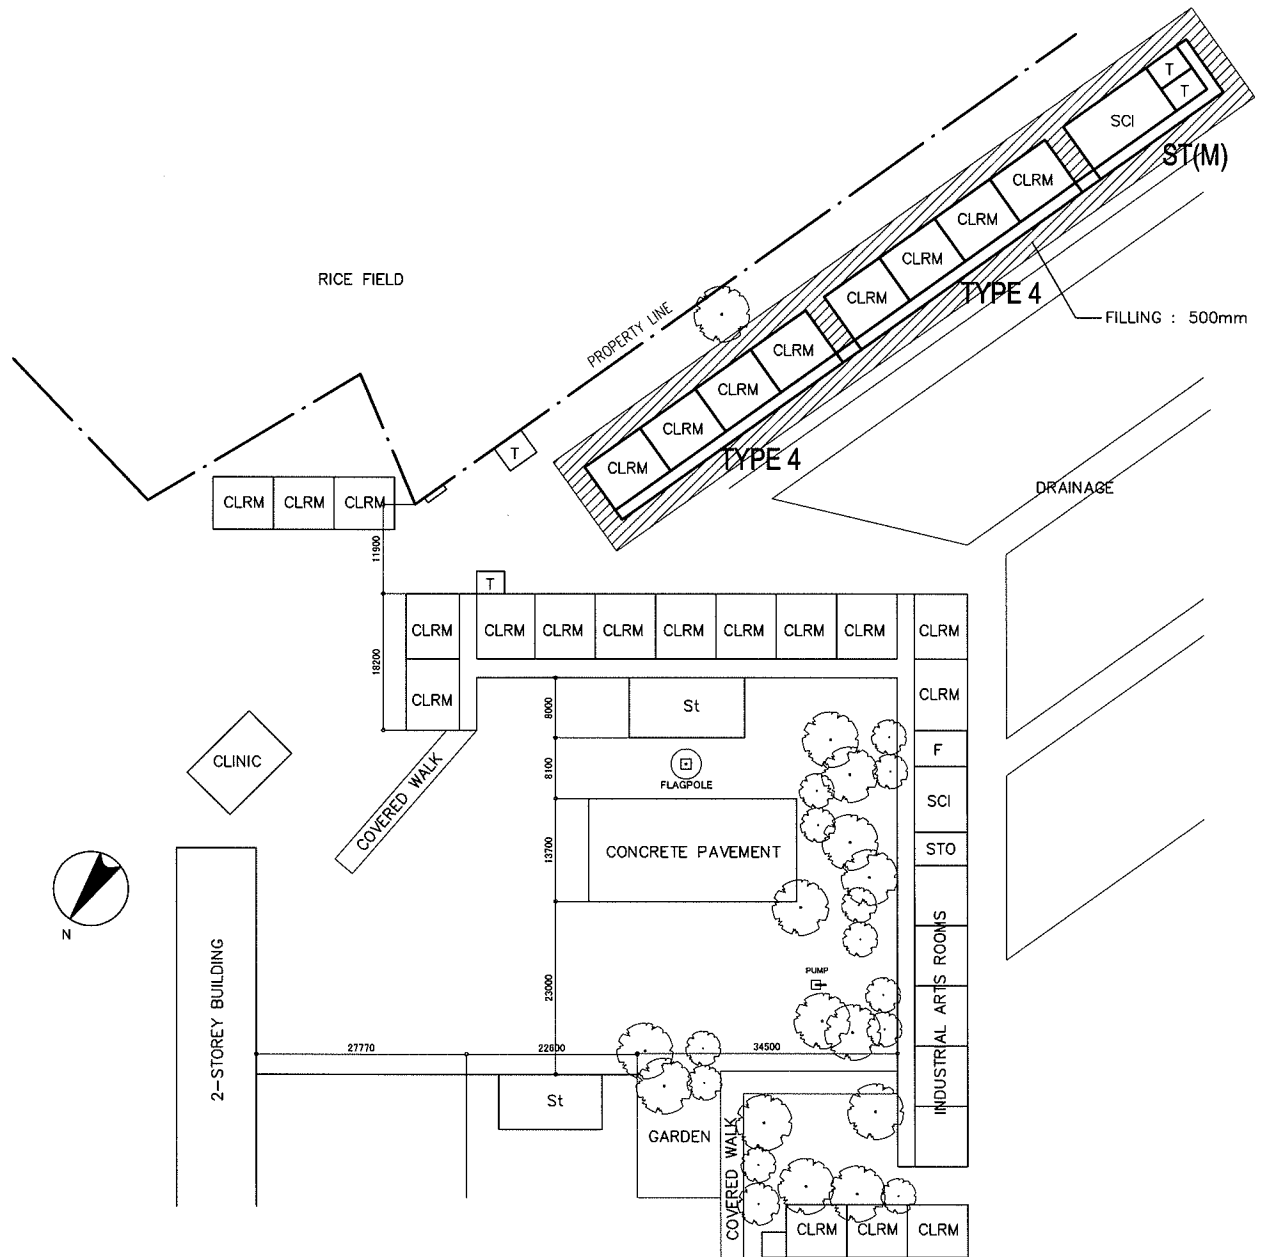 T
T
SCI
ST(M)
CLRM
CLRM
CLRM
CLRM
TYPE 4
FILLING : 500mm
RICE FIELD
PROPERTY LINE
CLRM
CLRM
CLRM
CLRM
TYPE 4
T
DRAINAGE
CLRM CLRM CLRM
11900
T
CLRM CLRM CLRM CLRM CLRM CLRM CLRM CLRM CLRM
18200
CLRM
CLRM
8000
St
F
CLINIC
COVERED WALK
8100
FLAGPOLE
SCI
13700
CONCRETE PAVEMENT
STO
N
2-STOREY BUILDING
23000
PUMP
INDUSTRIAL ARTS ROOMS
27770
22600
34500
St
GARDEN
COVERED WALK
CLRM CLRM CLRM